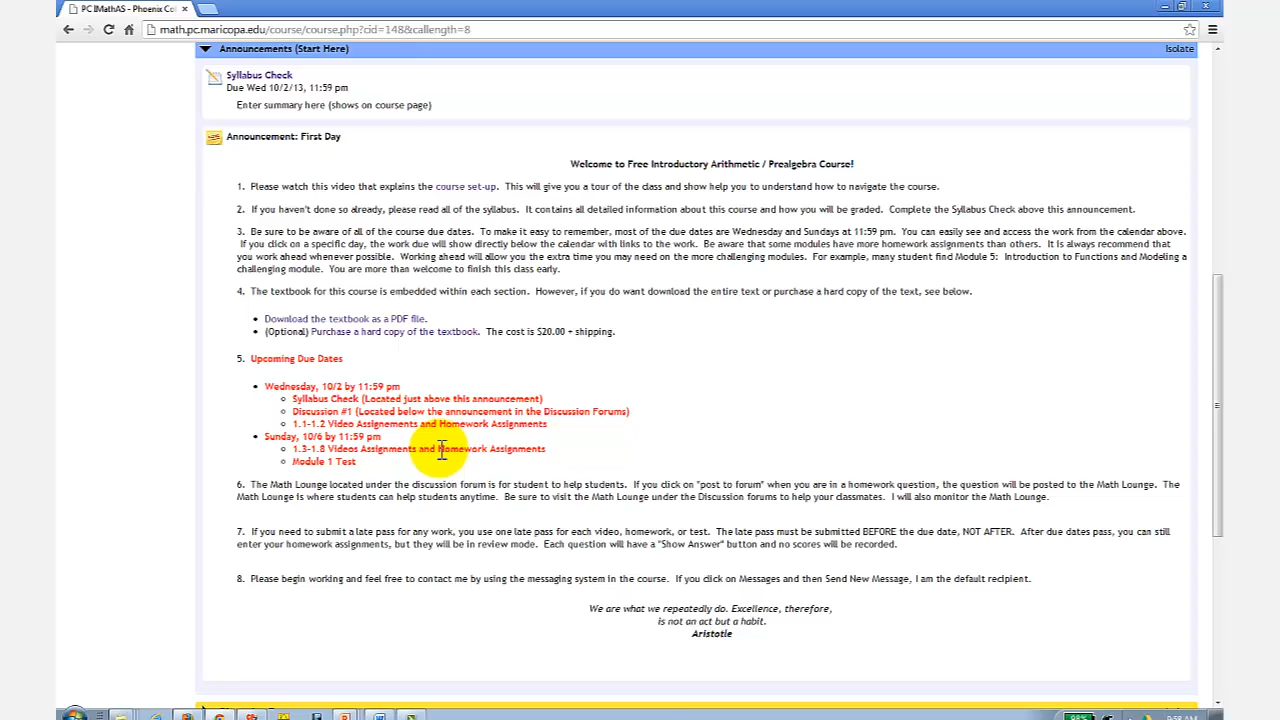 PC IMathAS - Phoenix Col
math.pc.maricopa.edu/course/course.php?cid=148&callength=8
Announcements (Start Here) Isolate
Syllabus Check
Due Wed 10/2/13, 11:59 pm
Enter summary here (shows on course page)
Announcement: First Day
Welcome to Free Introductory Arithmetic / Prealgebra Course!
1. Please watch this video that explains the course set-up. This will give you a tour of the class and show help you to understand how to navigate the course.
2. If you haven't done so already, please read all of the syllabus. It contains all detailed information about this course and how you will be graded. Complete the Syllabus Check above this announcement.
3. Be sure to be aware of all of the course due dates. To make it easy to remember, most of the due dates are Wednesday and Sundays at 11:59 pm. You can easily see and access the work from the calendar above.
If you click on a specific day, the work due will show directly below the calendar with links to the work. Be aware that some modules have more homework assignments than others. It is always recommend that
you work ahead whenever possible. Working ahead will allow you the extra time you may need on the more challenging modules. For example, many student find Module 5: Introduction to Functions and Modeling a
challenging module. You are more than welcome to finish this class early.
4. The textbook for this course is embedded within each section. However, if you do want download the entire text or purchase a hard copy of the text, see below.
• Download the textbook as a PDF file.
• (Optional) Purchase a hard copy of the textbook. The cost is $20.00 + shipping.
5. Upcoming Due Dates
• Wednesday, 10/2 by 11:59 pm
○ Syllabus Check (Located just above this announcement)
○ Discussion #1 (Located below the announcement in the Discussion Forums)
○ 1.1-1.2 Video Assignements and Homework Assignments
• Sunday, 10/6 by 11:59 pm
○ 1.3-1.8 Videos Assignments and Homework Assignments
○ Module 1 Test
6. The Math Lounge located under the discussion forum is for student to help students. If you click on "post to forum" when you are in a homework question, the question will be posted to the Math Lounge. The
Math Lounge is where students can help students anytime. Be sure to visit the Math Lounge under the Discussion forums to help your classmates. I will also monitor the Math Lounge.
7. If you need to submit a late pass for any work, you use one late pass for each video, homework, or test. The late pass must be submitted BEFORE the due date, NOT AFTER. After due dates pass, you can still
enter your homework assignments, but they will be in review mode. Each question will have a "Show Answer" button and no scores will be recorded.
8. Please begin working and feel free to contact me by using the messaging system in the course. If you click on Messages and then Send New Message, I am the default recipient.
We are what we repeatedly do. Excellence, therefore,
is not an act but a habit.
Aristotle
98% 9:58 AM